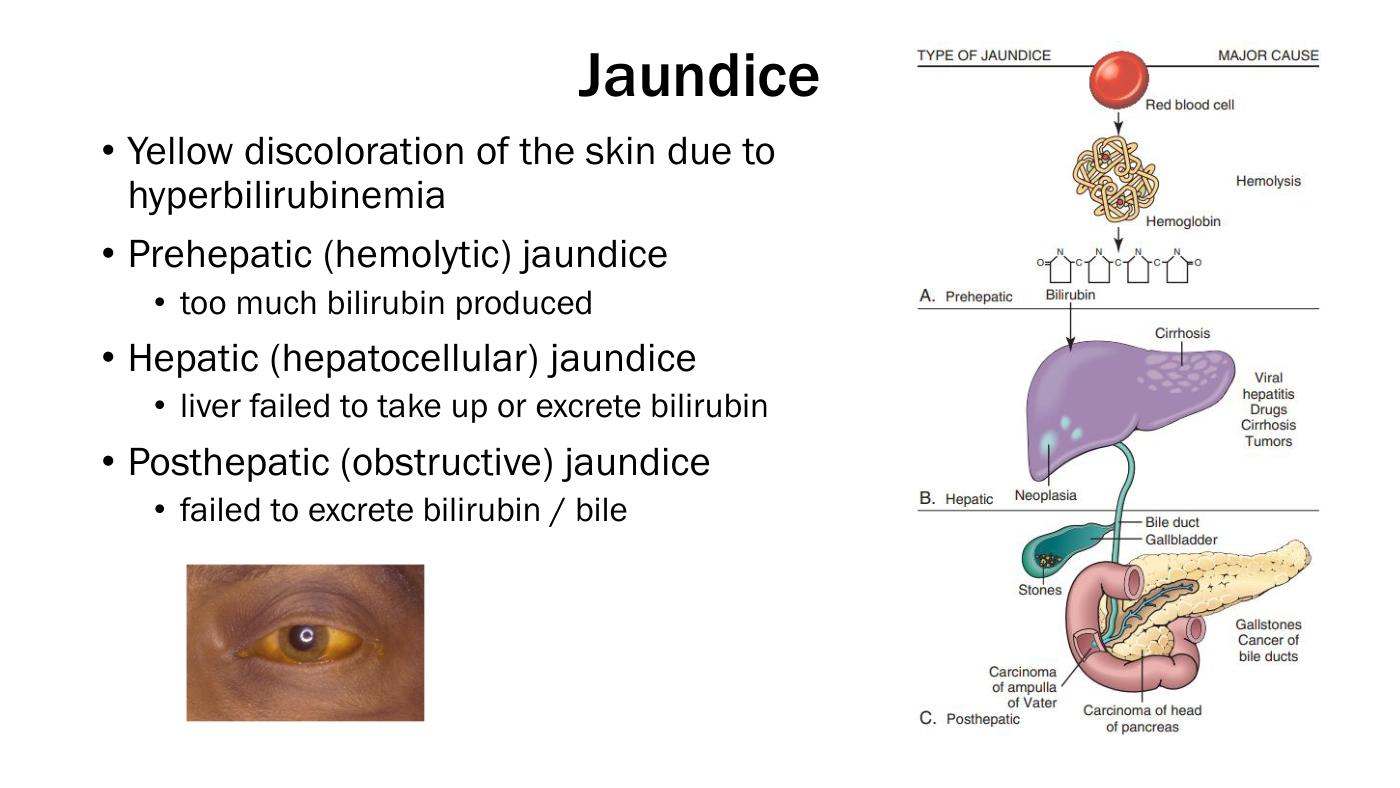 Jaundice
• Yellow discoloration of the skin due to
hyperbilirubinemia
• Prehepatic (hemolytic) jaundice
• too much bilirubin produced
• Hepatic (hepatocellular) jaundice
• liver failed to take up or excrete bilirubin
• Posthepatic (obstructive) jaundice
• failed to excrete bilirubin / bile
TYPE OF JAUNDICE
MAJOR CAUSE
Red blood cell
Hemolysis
Hemoglobin
N N N N
O C C C O
A. Prehepatic
Bilirubin
Cirrhosis
Viral
hepatitis
Drugs
Cirrhosis
Tumors
B. Hepatic
Neoplasia
Bile duct
Gallbladder
Stones
Gallstones
Cancer of
bile ducts
Carcinoma
of ampulla
of Vater
Carcinoma of head
of pancreas
C. Posthepatic